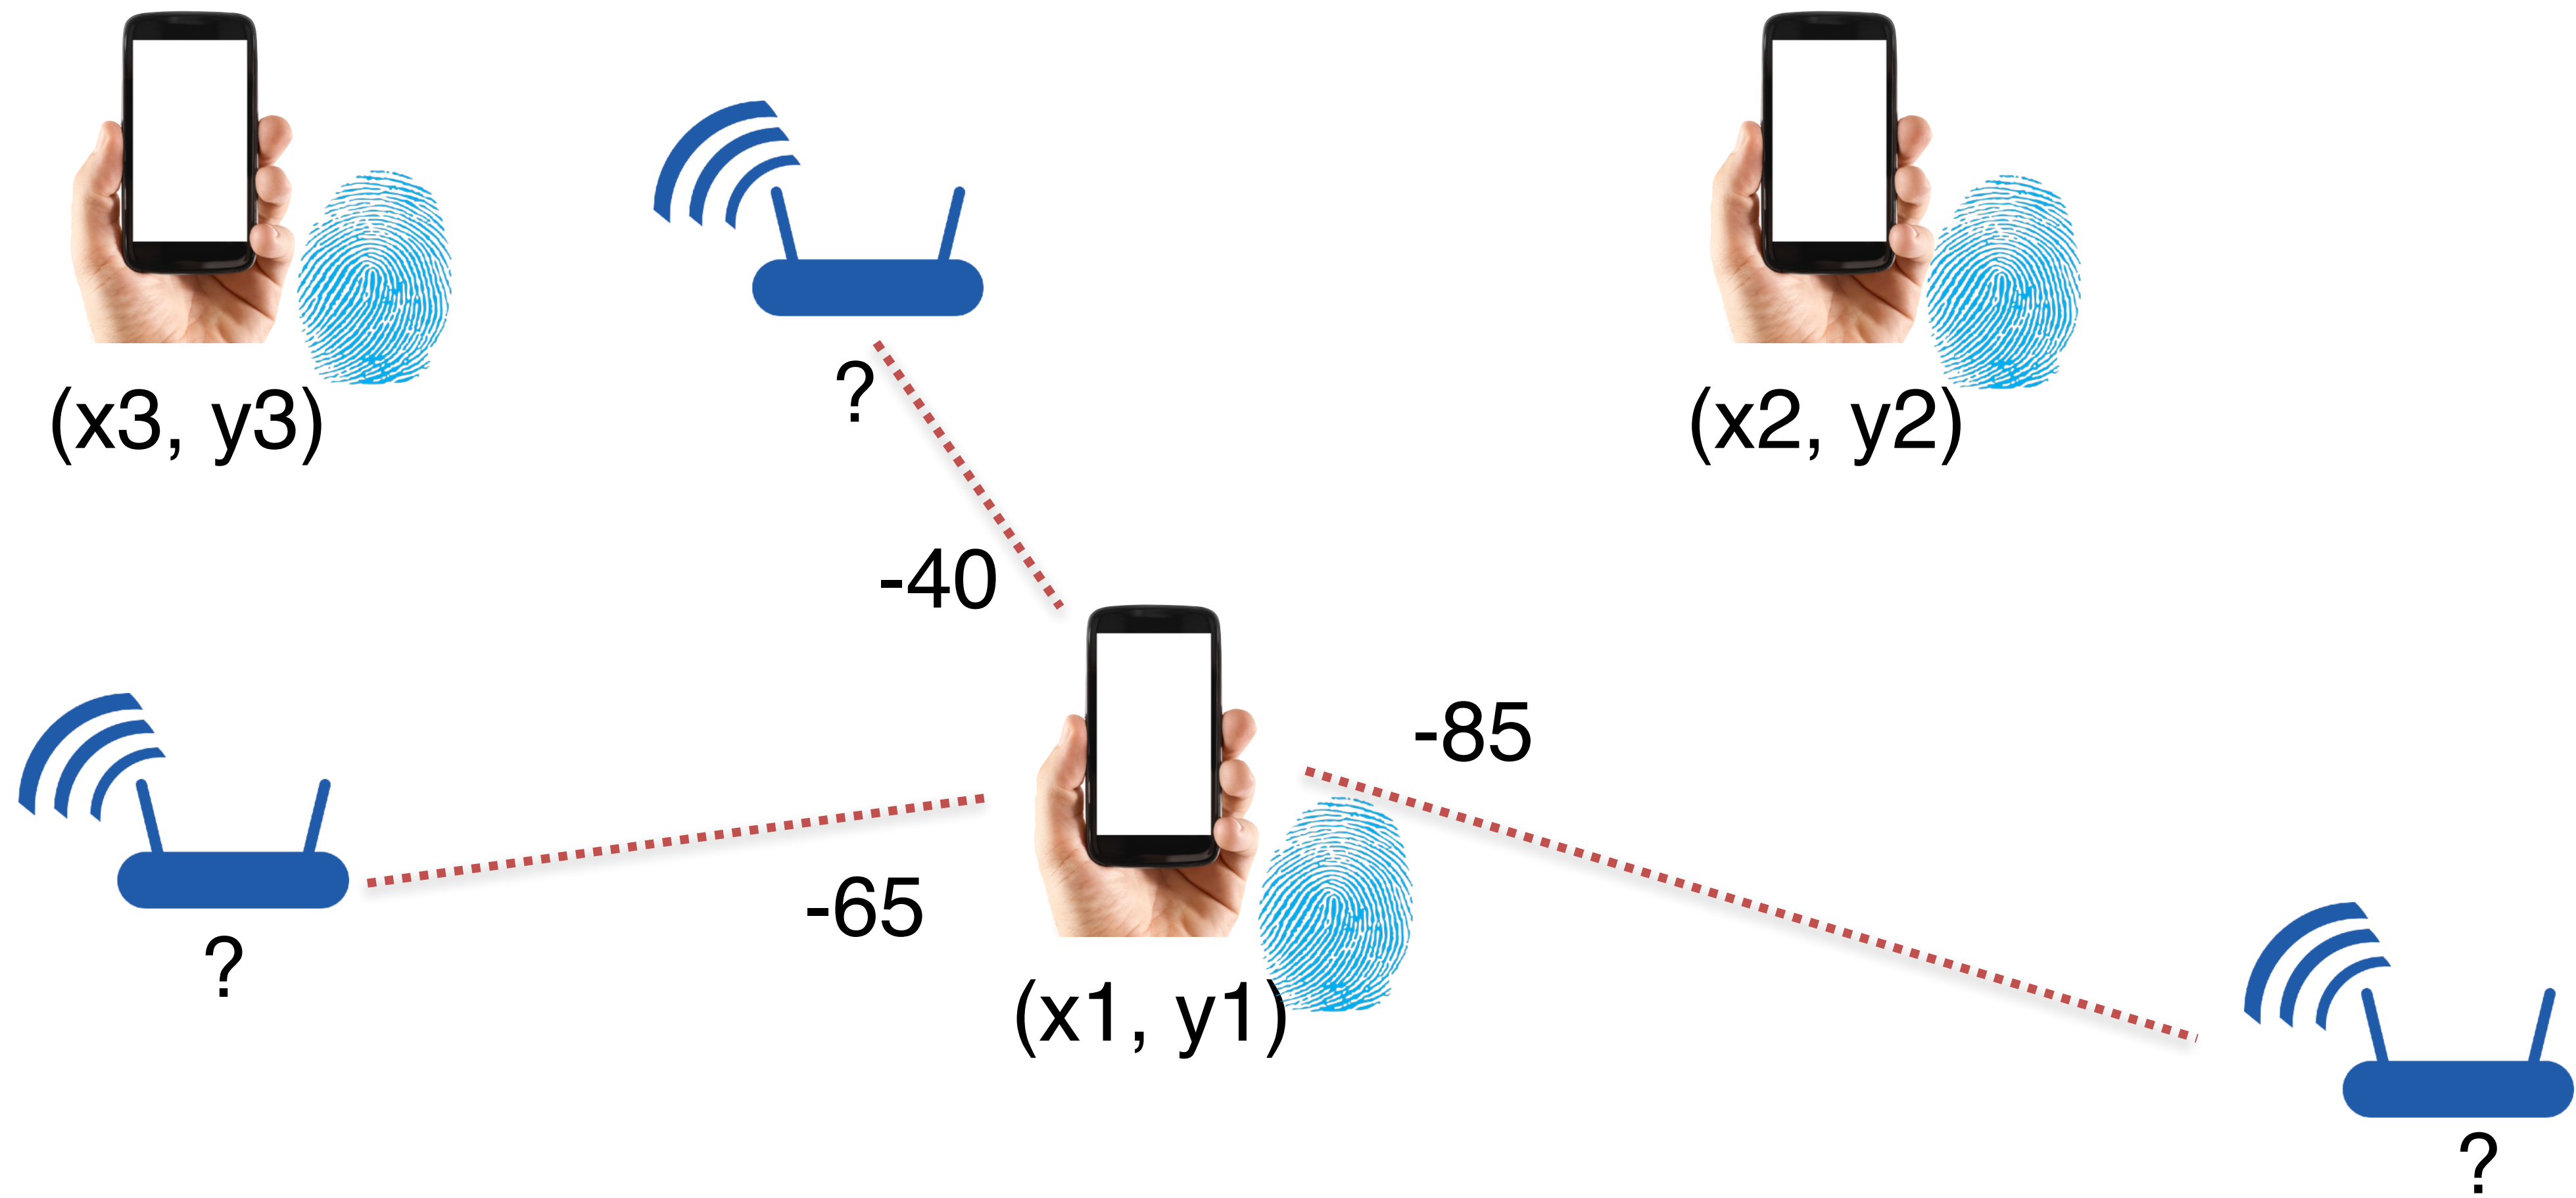 ?
(x3, y3)
(x2, y2)
-40
-85
-65
?
(x1, y1)
?